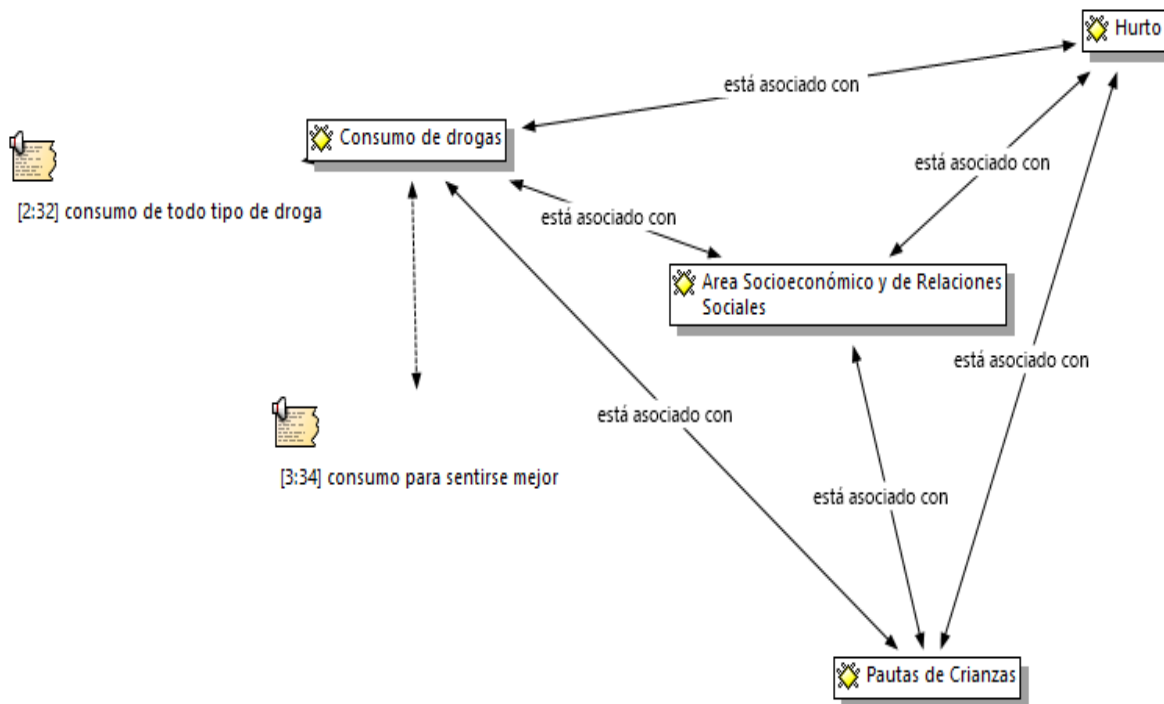 Hurto
está asociado con
Consumo de drogas
está asociado con
[2:32] consumo de todo tipo de droga
está asociado con
Area Socioeconómico y de Relaciones
Sociales
está asociado con
está asociado con
[3:34] consumo para sentirse mejor
está asociado con
Pautas de Crianzas